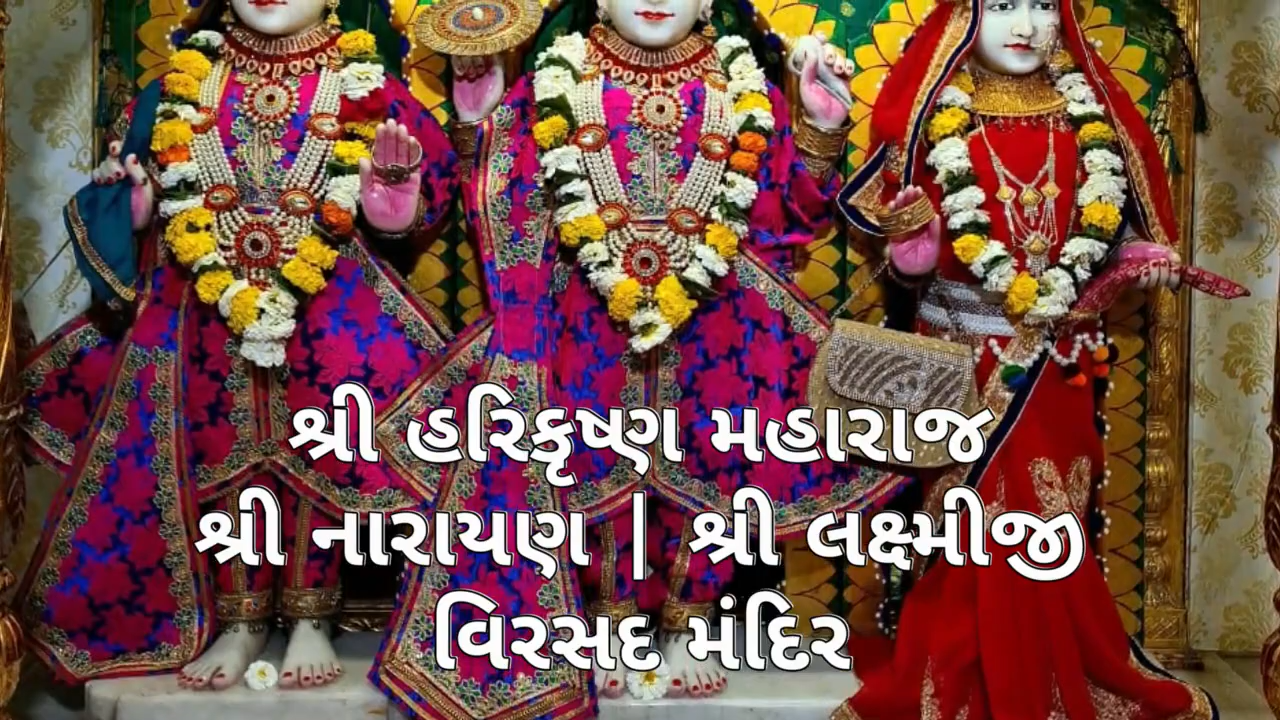 શ્રી હરિકૃષ્ણ મહારાજ
શ્રી નારાયણ | શ્રી લક્ષ્મીજી
વિરસદ મંદિર